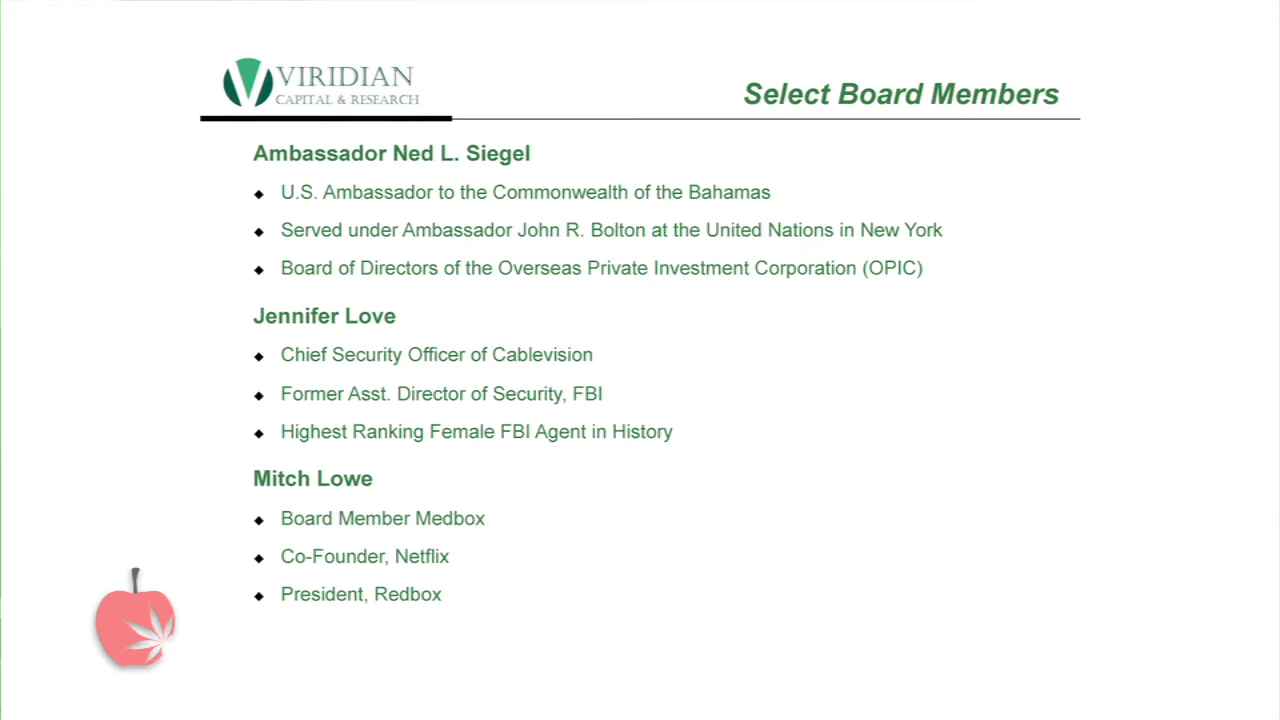 VIRIDIAN
CAPITAL & RESEARCH
Select Board Members
Ambassador Ned L. Siegel
U.S. Ambassador to the Commonwealth of the Bahamas
Served under Ambassador John R. Bolton at the United Nations in New York
Board of Directors of the Overseas Private Investment Corporation (OPIC)
Jennifer Love
Chief Security Officer of Cablevision
Former Asst. Director of Security, FBI
Highest Ranking Female FBI Agent in History
Mitch Lowe
Board Member Medbox
Co-Founder, Netflix
President, Redbox